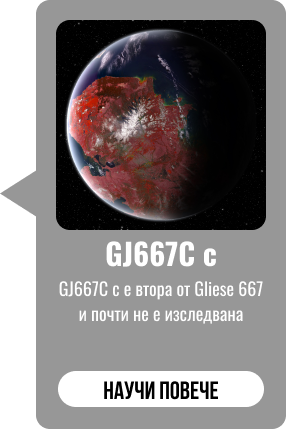 GJ667C c
GJ667C c е втора от Gliese 667
и почти не е изследвана
НАУЧИ ПОВЕЧЕ